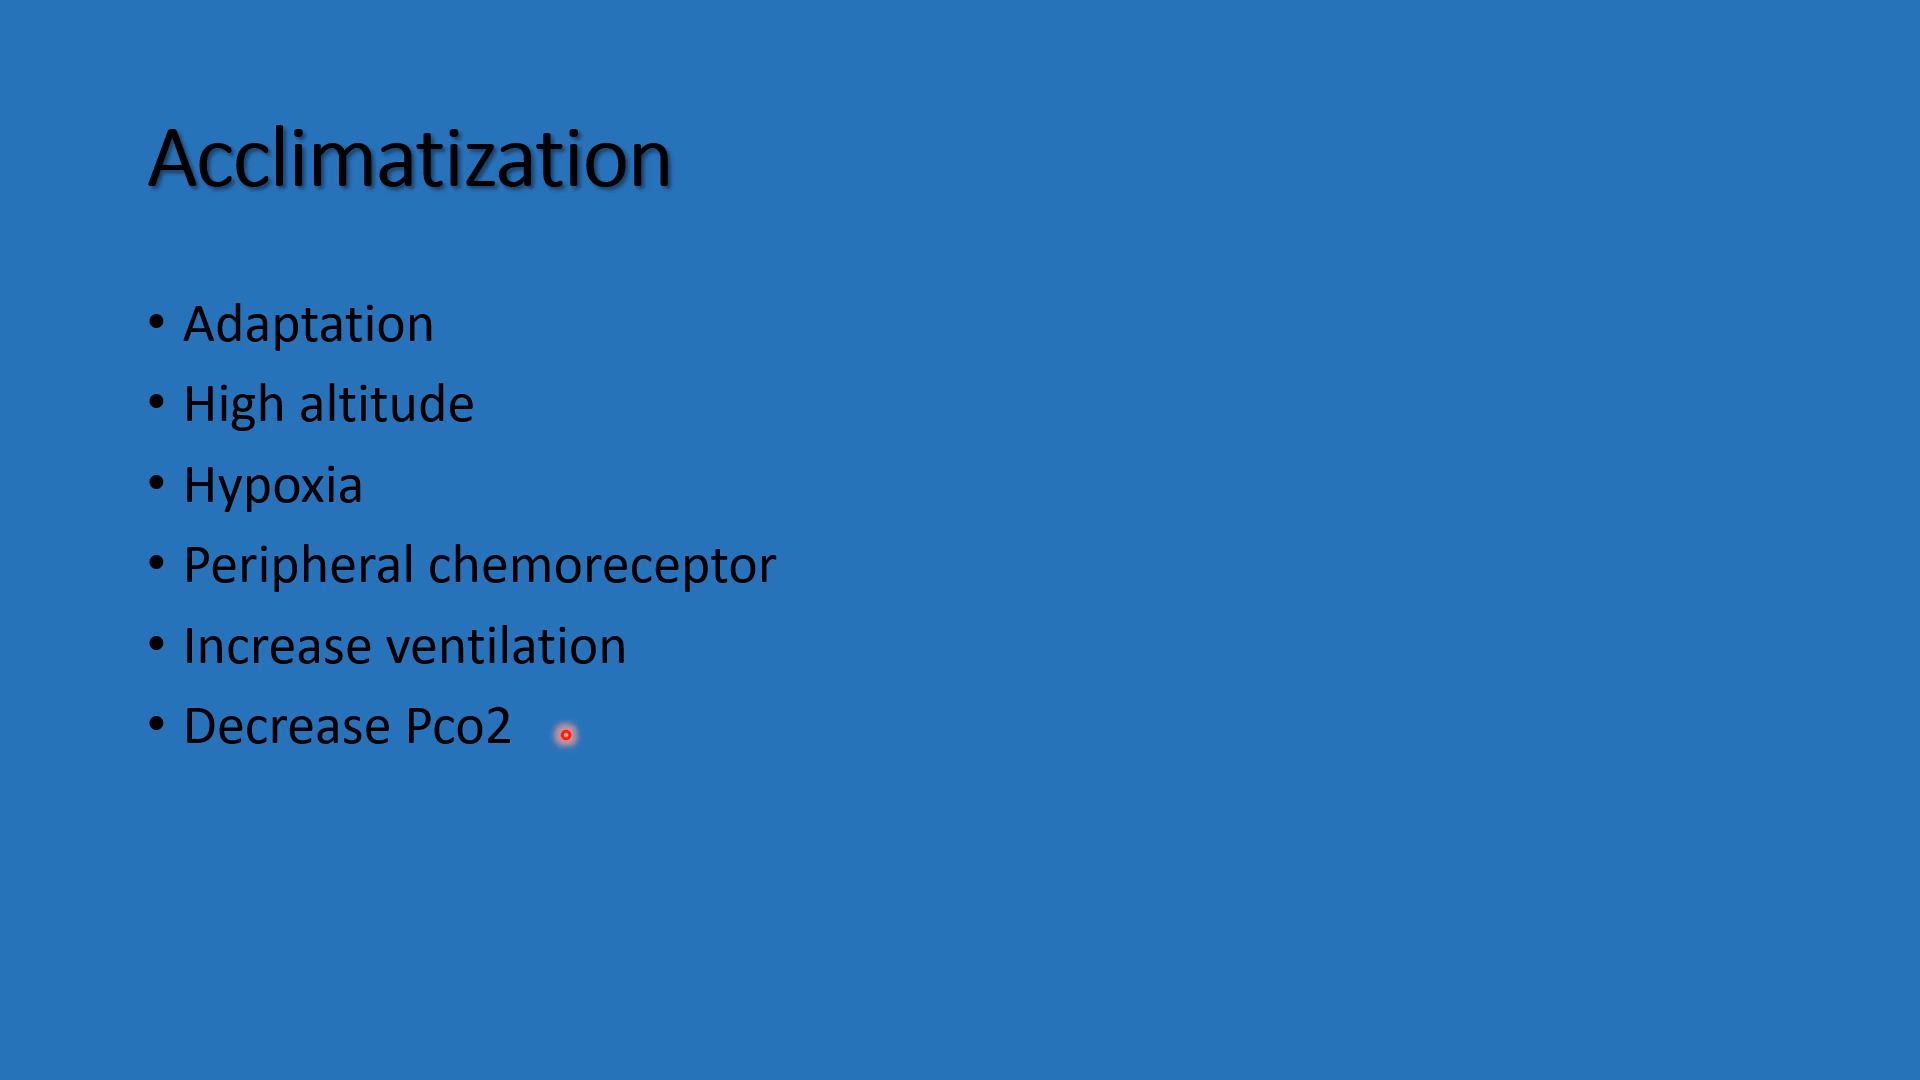 Acclimatization
• Adaptation
• High altitude
• Hypoxia
• Peripheral chemoreceptor
• Increase ventilation
• Decrease Pco2